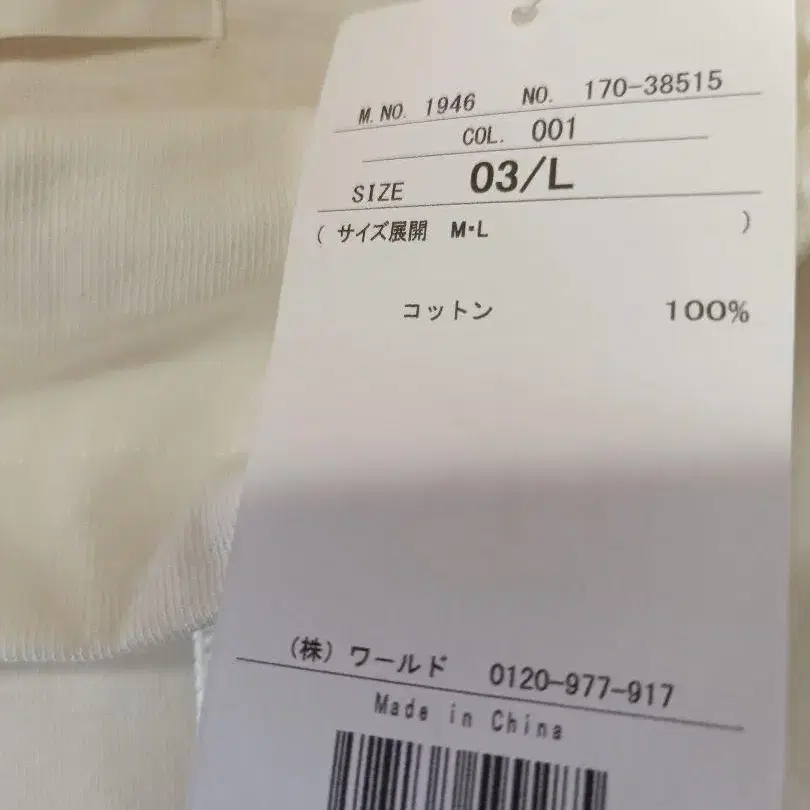 M.NO. 1946 NO. 170-38515
COL. 001
SIZE 03/L
( サイズ展開 M・L )
コットン 100%
(株) ワールド 0120-977-917
Made in China